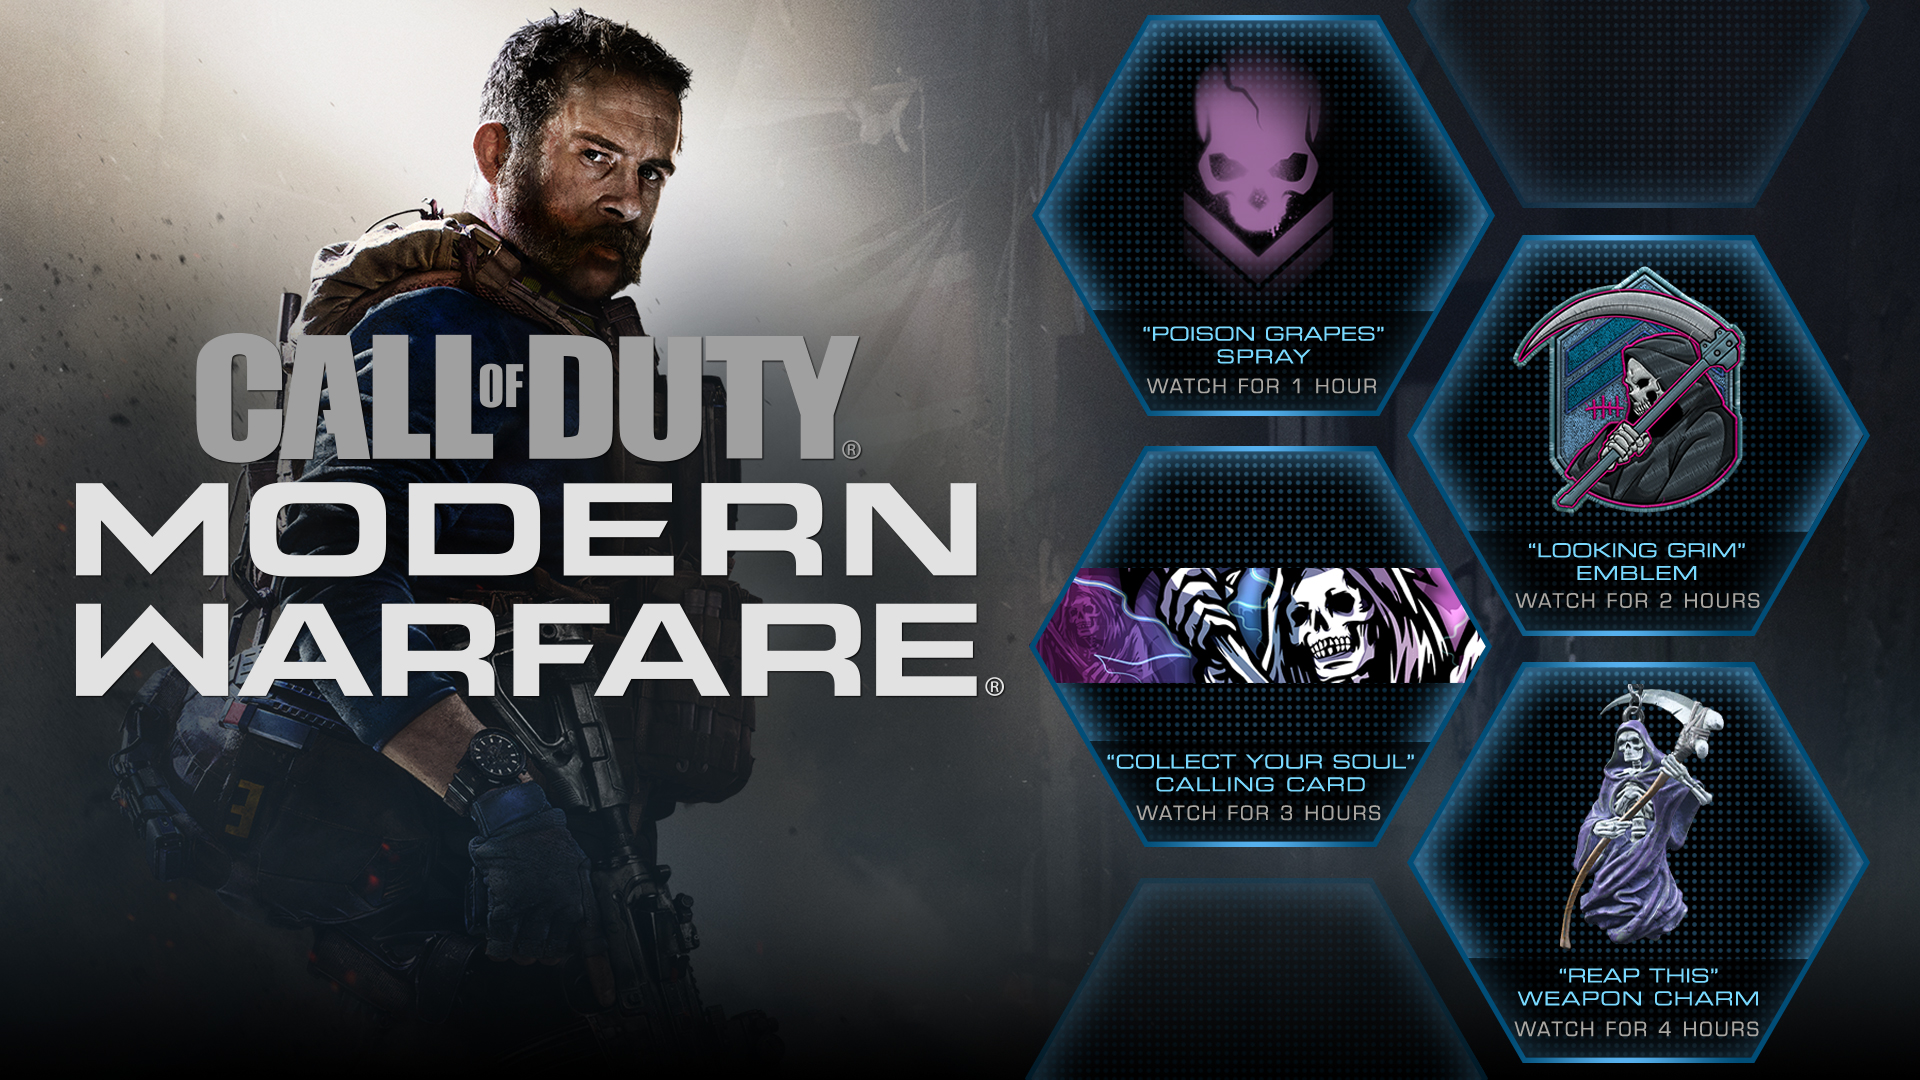 CALL OF DUTY®
MODERN
WARFARE®
“POISON GRAPES”
SPRAY
WATCH FOR 1 HOUR
“LOOKING GRIM”
EMBLEM
WATCH FOR 2 HOURS
“COLLECT YOUR SOUL”
CALLING CARD
WATCH FOR 3 HOURS
“REAP THIS”
WEAPON CHARM
WATCH FOR 4 HOURS